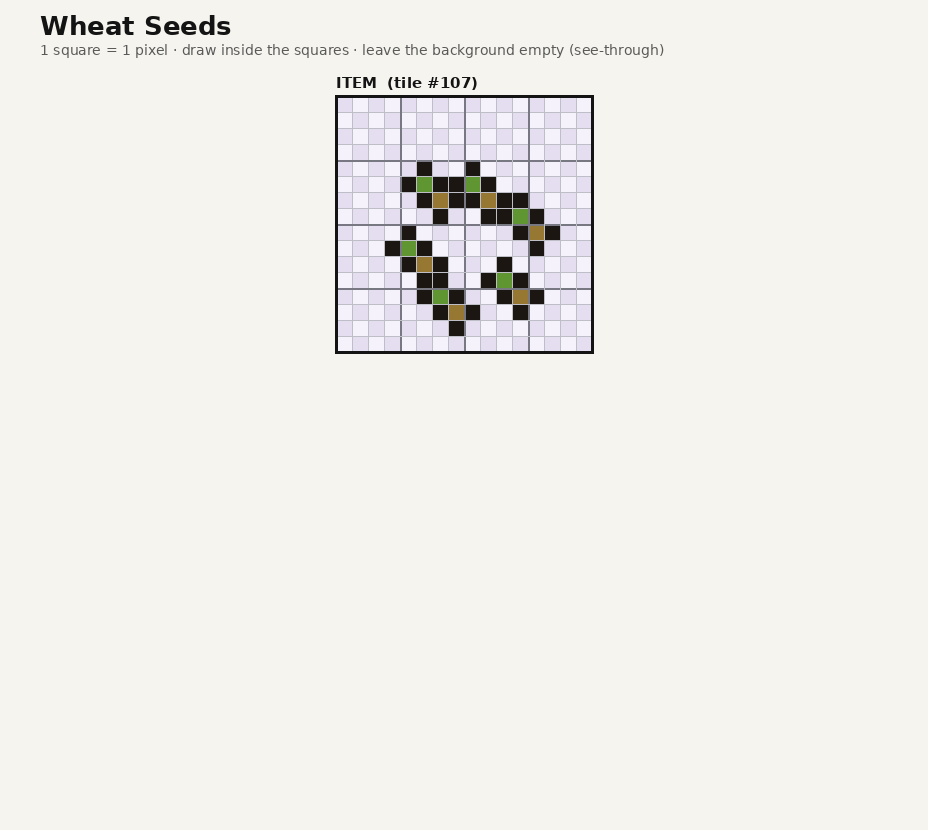 Wheat Seeds
1 square = 1 pixel · draw inside the squares · leave the background empty (see-through)
ITEM (tile #107)